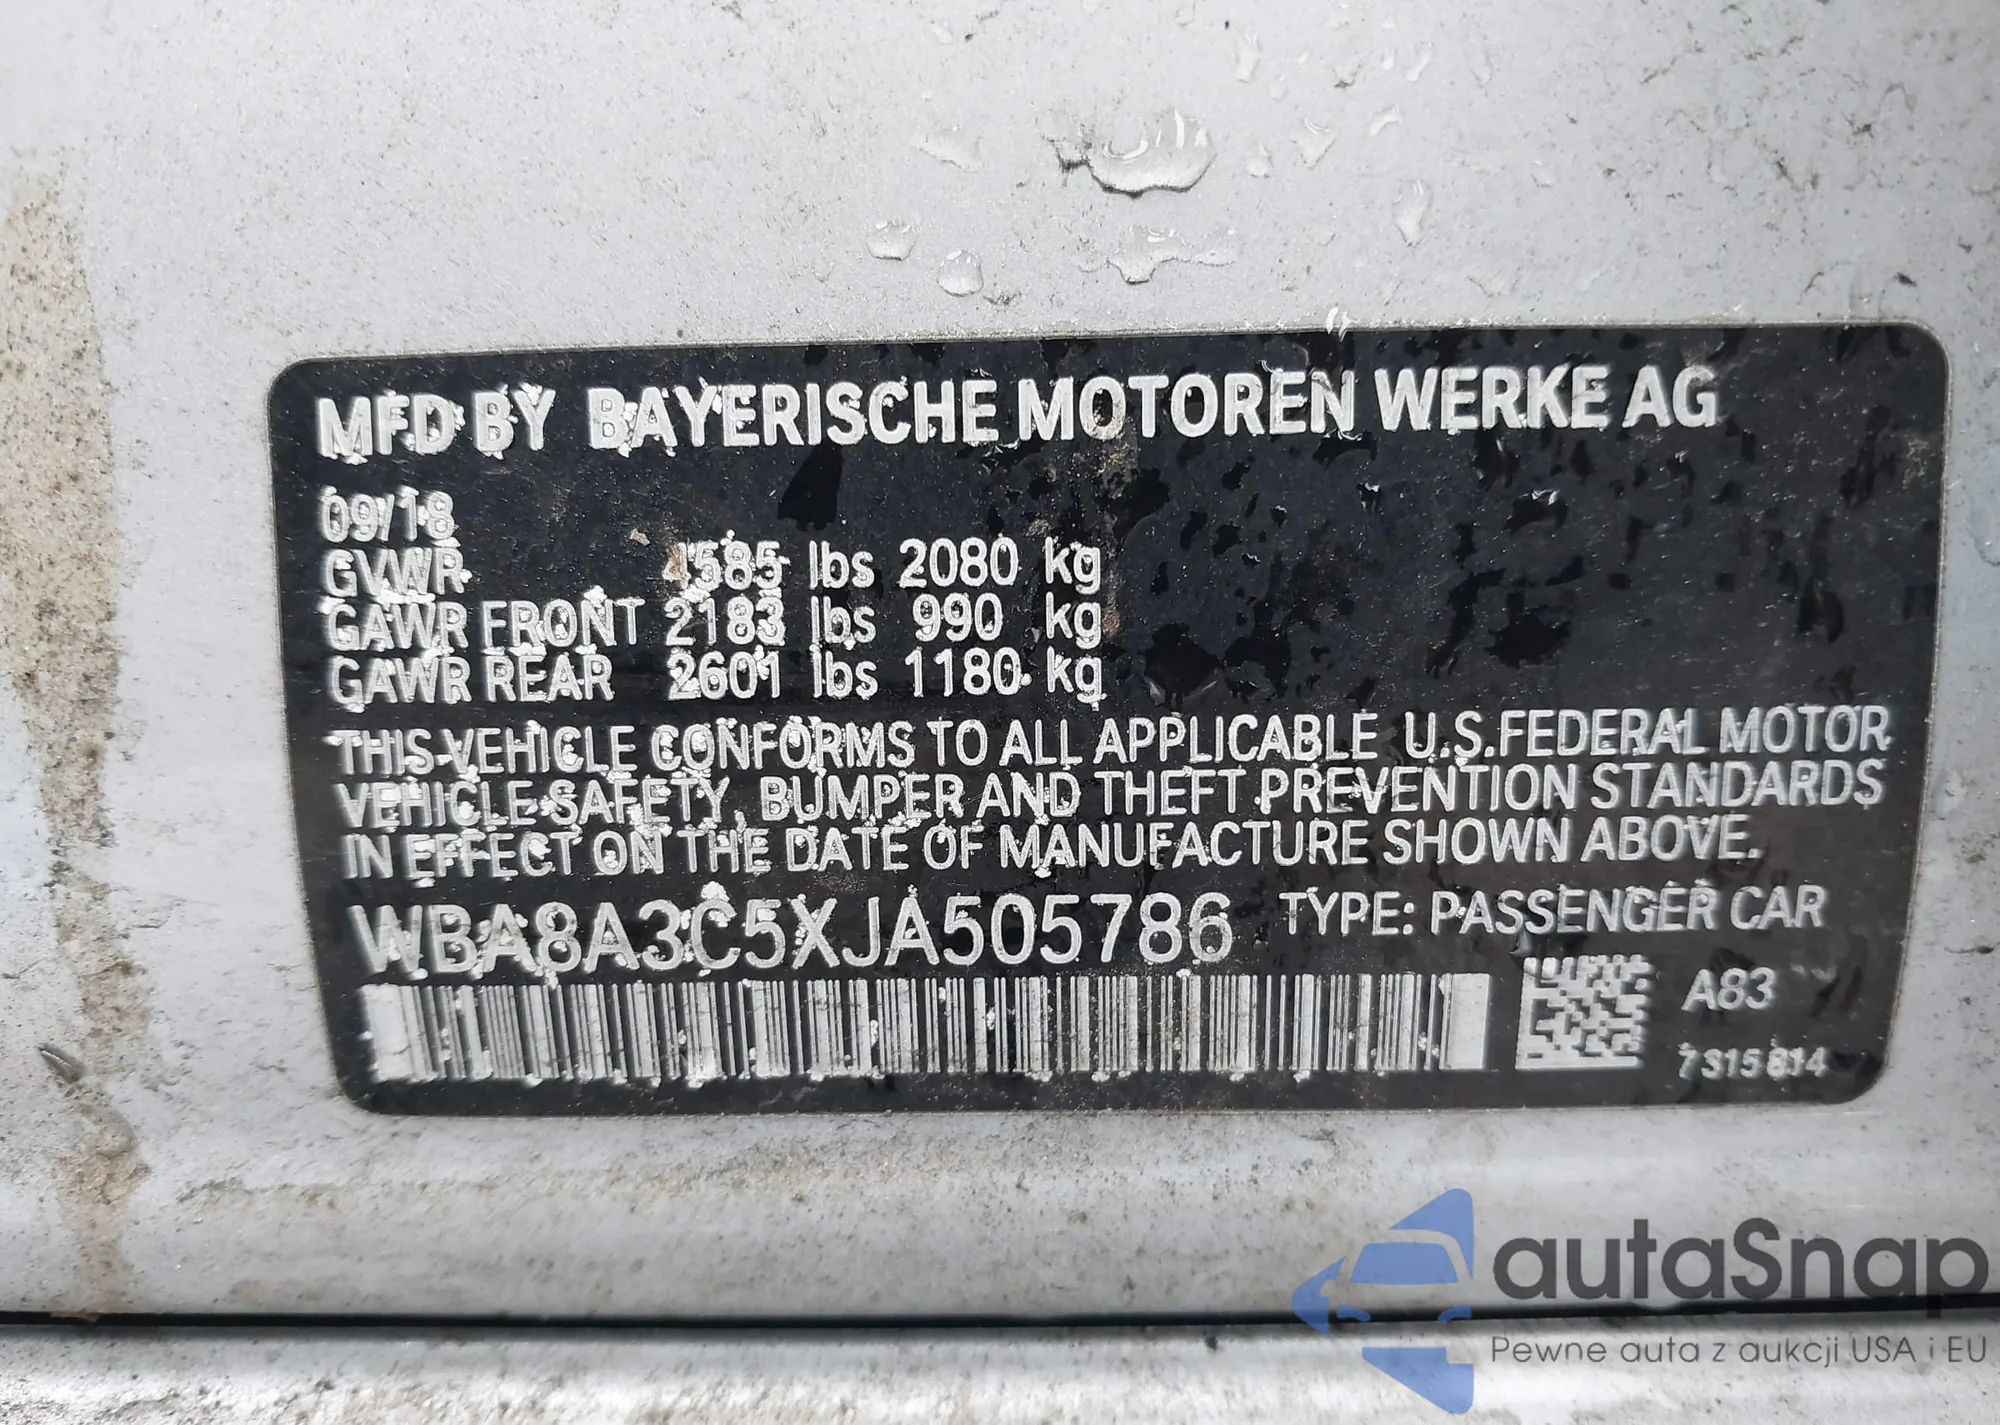 MFD BY BAYERISCHE MOTOREN WERKE AG
09/18
GVWR 4585 lbs 2080 kg
GAWR FRONT 2183 lbs 990 kg
GAWR REAR 2601 lbs 1180 kg
THIS VEHICLE CONFORMS TO ALL APPLICABLE U.S.FEDERAL MOTOR
VEHICLE SAFETY, BUMPER AND THEFT PREVENTION STANDARDS
IN EFFECT ON THE DATE OF MANUFACTURE SHOWN ABOVE.
WBA8A3C5XJA505786 TYPE: PASSENGER CAR
A83
7315814
autaSnap
Pewne auta z aukcji USA i EU